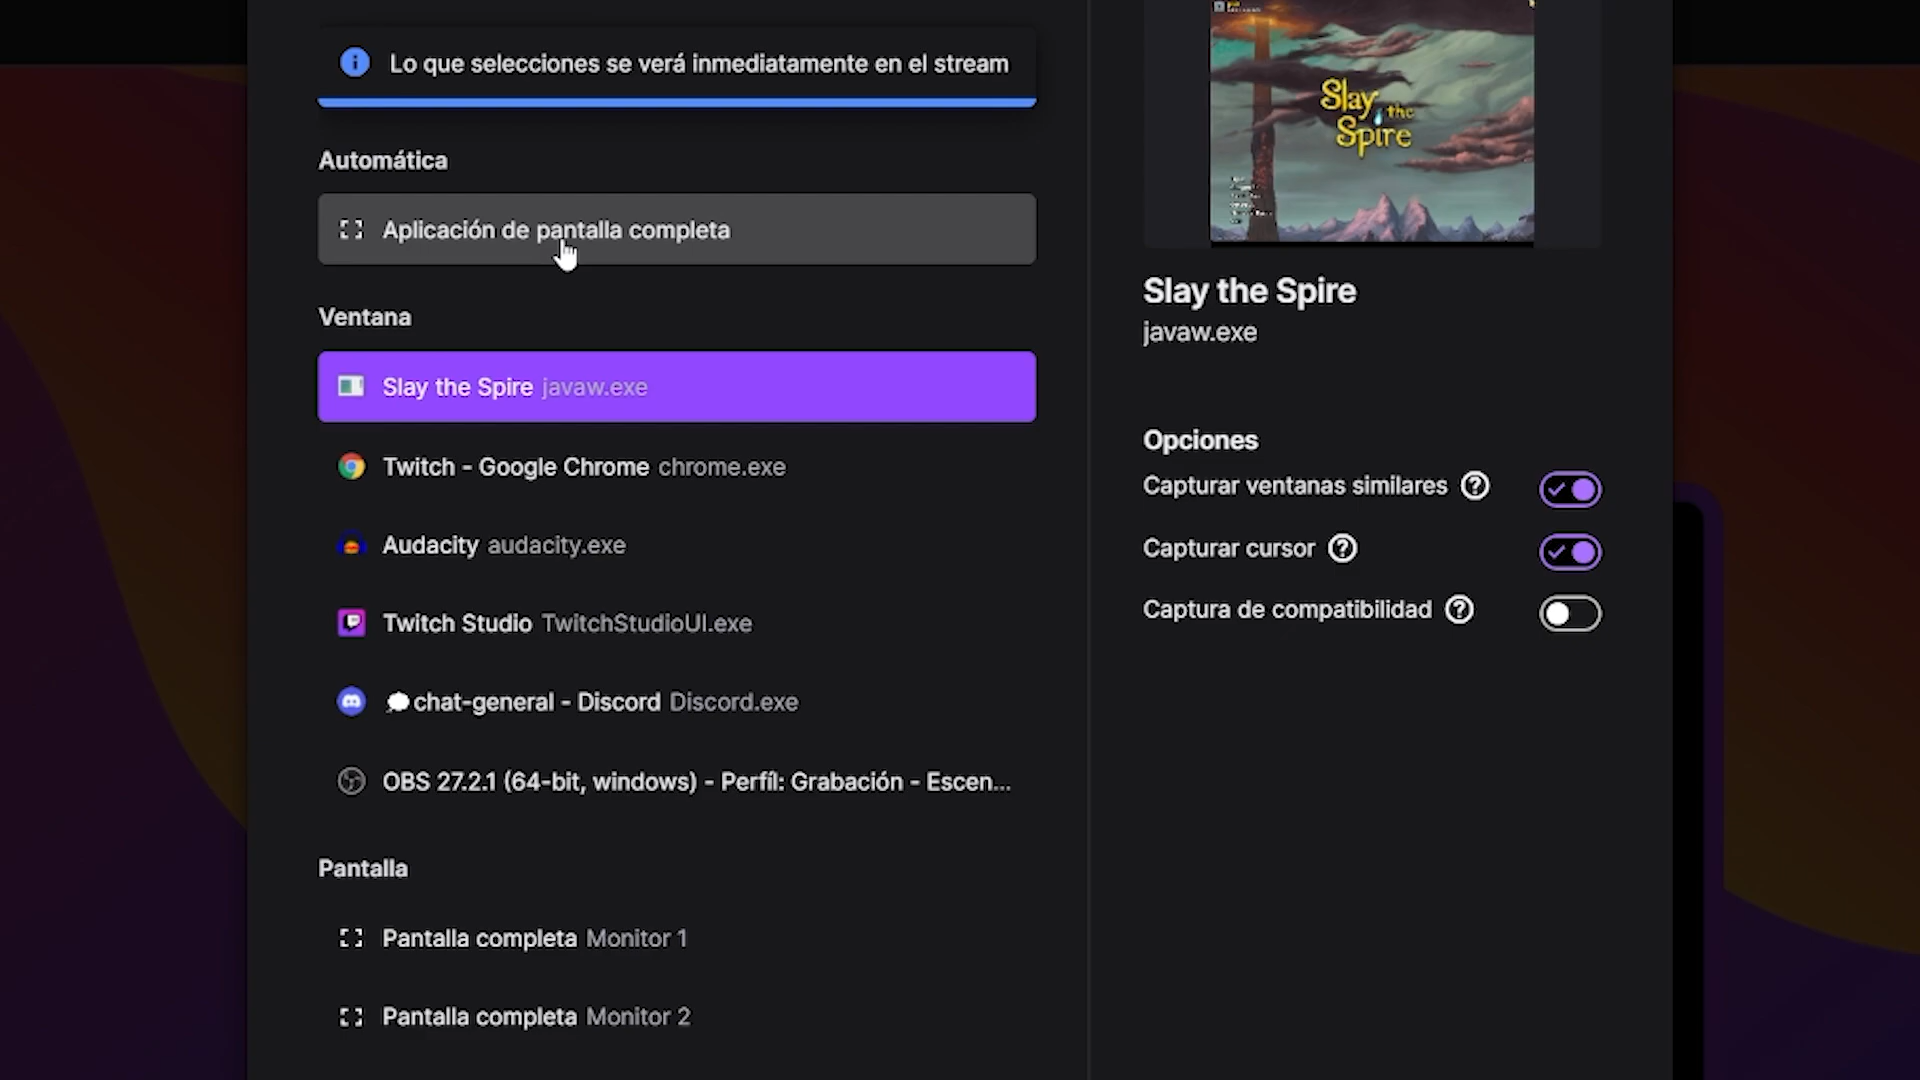 Lo que selecciones se verá inmediatamente en el stream
Automática
Aplicación de pantalla completa
Ventana
Slay the Spire javaw.exe
Twitch - Google Chrome chrome.exe
Audacity audacity.exe
Twitch Studio TwitchStudioUI.exe
chat-general - Discord Discord.exe
OBS 27.2.1 (64-bit, windows) - Perfíl: Grabación - Escen...
Pantalla
Pantalla completa Monitor 1
Pantalla completa Monitor 2
Slay the
Spire
Slay the Spire
javaw.exe
Opciones
Capturar ventanas similares
Capturar cursor
Captura de compatibilidad